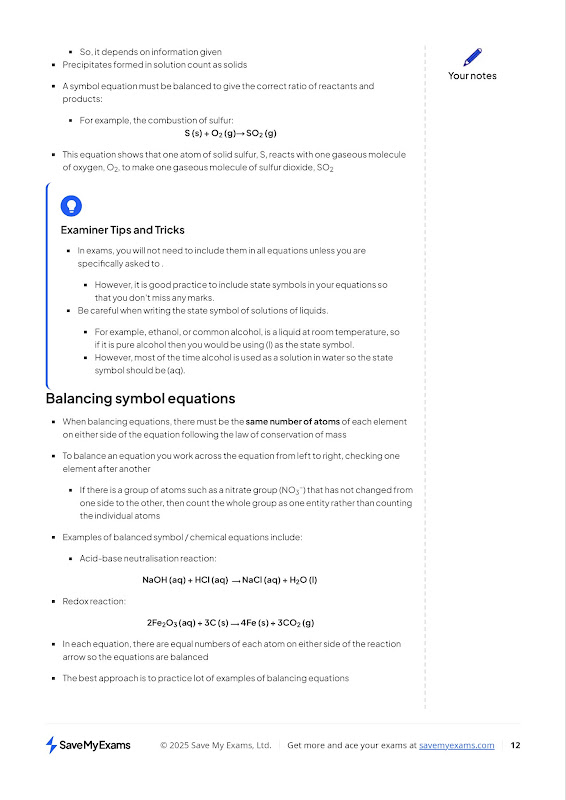 So, it depends on information given
Precipitates formed in solution count as solids
Your notes
A symbol equation must be balanced to give the correct ratio of reactants and
products:
For example, the combustion of sulfur:
S (s) + O₂ (g)→ SO₂ (g)
This equation shows that one atom of solid sulfur, S, reacts with one gaseous molecule
of oxygen, O₂, to make one gaseous molecule of sulfur dioxide, SO₂
Examiner Tips and Tricks
In exams, you will not need to include them in all equations unless you are
specifically asked to .
However, it is good practice to include state symbols in your equations so
that you don't miss any marks.
Be careful when writing the state symbol of solutions of liquids.
For example, ethanol, or common alcohol, is a liquid at room temperature, so
if it is pure alcohol then you would be using (l) as the state symbol.
However, most of the time alcohol is used as a solution in water so the state
symbol should be (aq).
Balancing symbol equations
When balancing equations, there must be the same number of atoms of each element
on either side of the equation following the law of conservation of mass
To balance an equation you work across the equation from left to right, checking one
element after another
If there is a group of atoms such as a nitrate group (NO₃⁻) that has not changed from
one side to the other, then count the whole group as one entity rather than counting
the individual atoms
Examples of balanced symbol / chemical equations include:
Acid-base neutralisation reaction:
NaOH (aq) + HCl (aq) → NaCl (aq) + H₂O (l)
Redox reaction:
2Fe₂O₃ (aq) + 3C (s) → 4Fe (s) + 3CO₂ (g)
In each equation, there are equal numbers of each atom on either side of the reaction
arrow so the equations are balanced
The best approach is to practice lot of examples of balancing equations
SaveMyExams
© 2025 Save My Exams, Ltd.
Get more and ace your exams at savemyexams.com
12